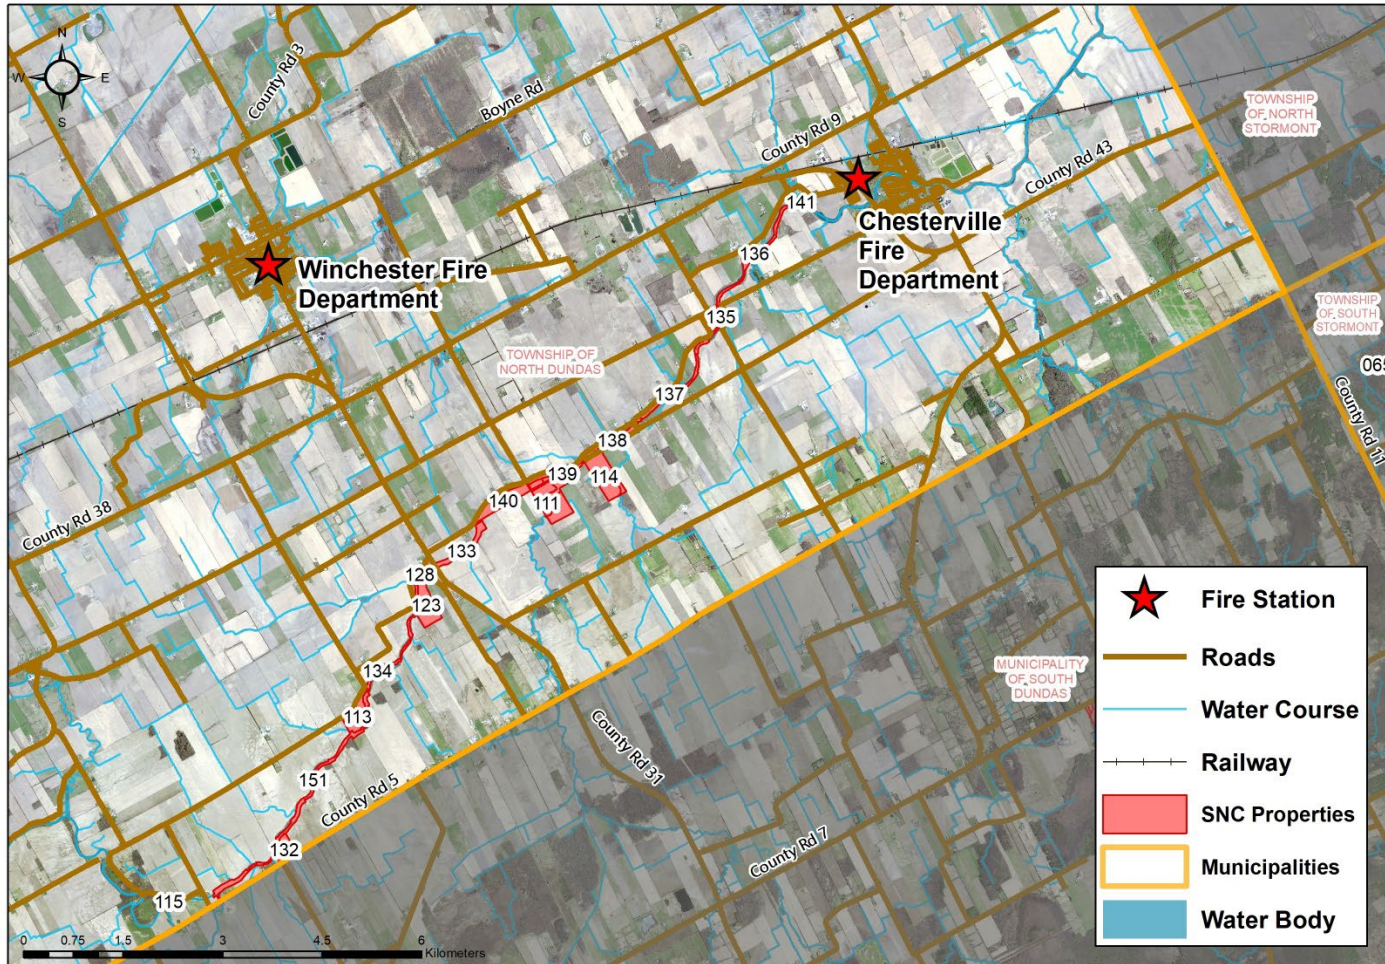 N
W
E
S
County Rd 3
Boyne Rd
County Rd 9
County Rd 43
TOWNSHIP
OF NORTH
STORMONT
141
Chesterville
Fire
Department
136
Winchester Fire
Department
135
TOWNSHIP
OF SOUTH
STORMONT
TOWNSHIP OF
NORTH DUNDAS
065
137
County Rd 11
138
139
114
140
111
County Rd 38
133
128
123
134
MUNICIPALITY
OF SOUTH
DUNDAS
113
County Rd 31
151
County Rd 5
132
County Rd 7
115
Fire Station
Roads
Water Course
Railway
SNC Properties
Municipalities
Water Body
0 0.75 1.5 3 4.5 6
Kilometers